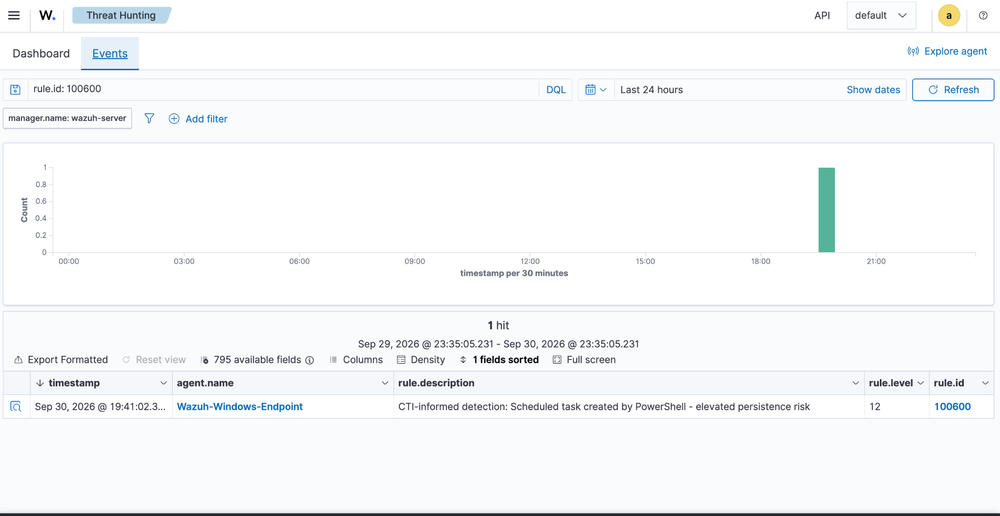 W. Threat Hunting API default a
Dashboard Events Explore agent
rule.id: 100600 DQL Last 24 hours Show dates Refresh
manager.name: wazuh-server Add filter
1
0.8
0.6
0.4
0.2
0
Count
00:00 03:00 06:00 09:00 12:00 15:00 18:00 21:00
timestamp per 30 minutes
1 hit
Sep 29, 2026 @ 23:35:05.231 - Sep 30, 2026 @ 23:35:05.231
Export Formatted Reset view 795 available fields Columns Density 1 fields sorted Full screen
timestamp agent.name rule.description rule.level rule.id
Sep 30, 2026 @ 19:41:02.3... Wazuh-Windows-Endpoint CTI-informed detection: Scheduled task created by PowerShell - elevated persistence risk 12 100600